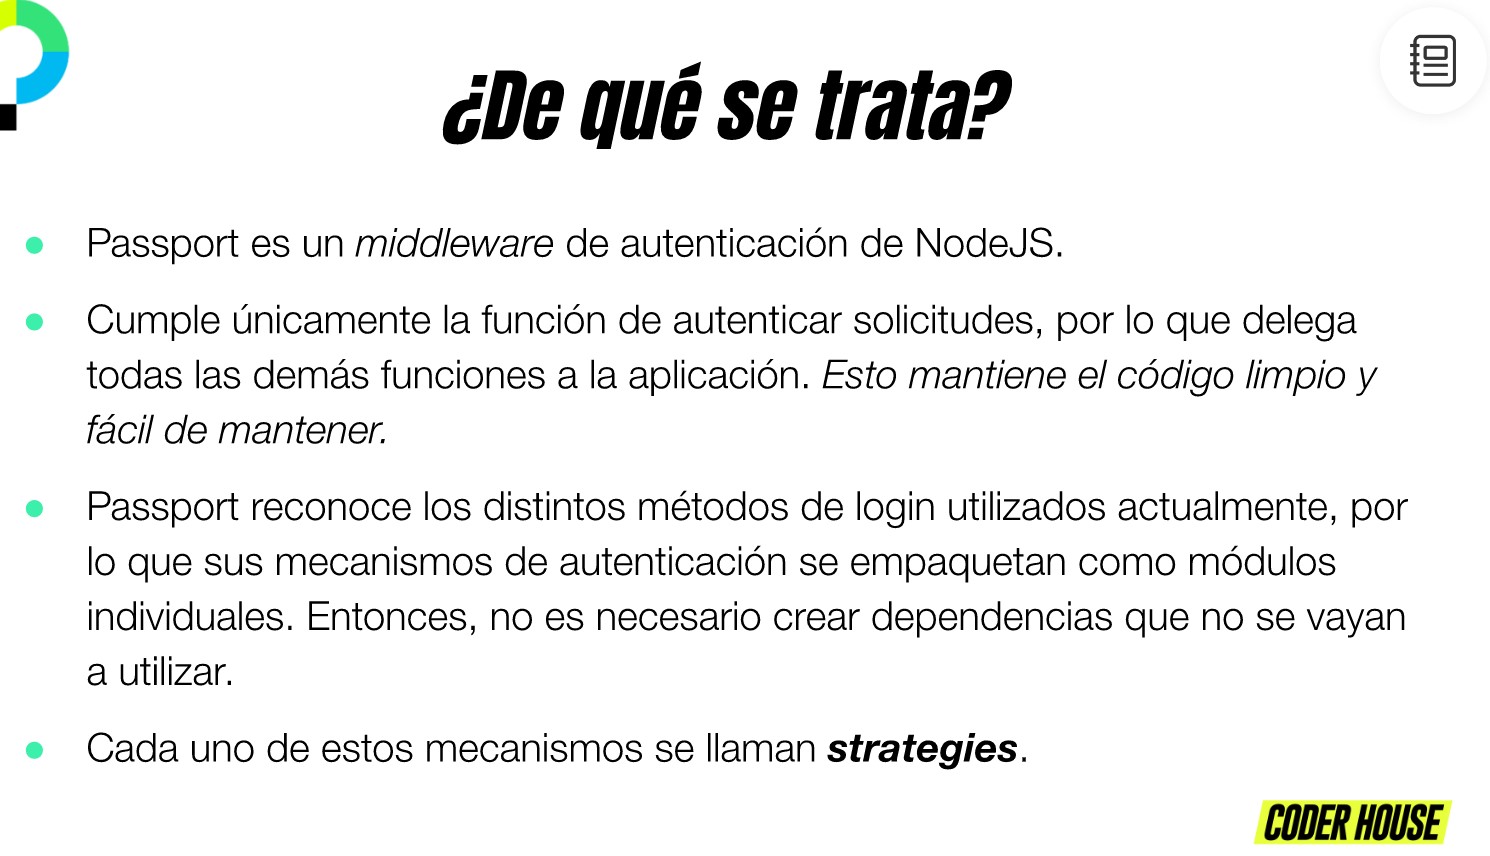 ¿De qué se trata?
● Passport es un middleware de autenticación de NodeJS.
● Cumple únicamente la función de autenticar solicitudes, por lo que delega
todas las demás funciones a la aplicación. Esto mantiene el código limpio y
fácil de mantener.
● Passport reconoce los distintos métodos de login utilizados actualmente, por
lo que sus mecanismos de autenticación se empaquetan como módulos
individuales. Entonces, no es necesario crear dependencias que no se vayan
a utilizar.
● Cada uno de estos mecanismos se llaman strategies.
CODER HOUSE